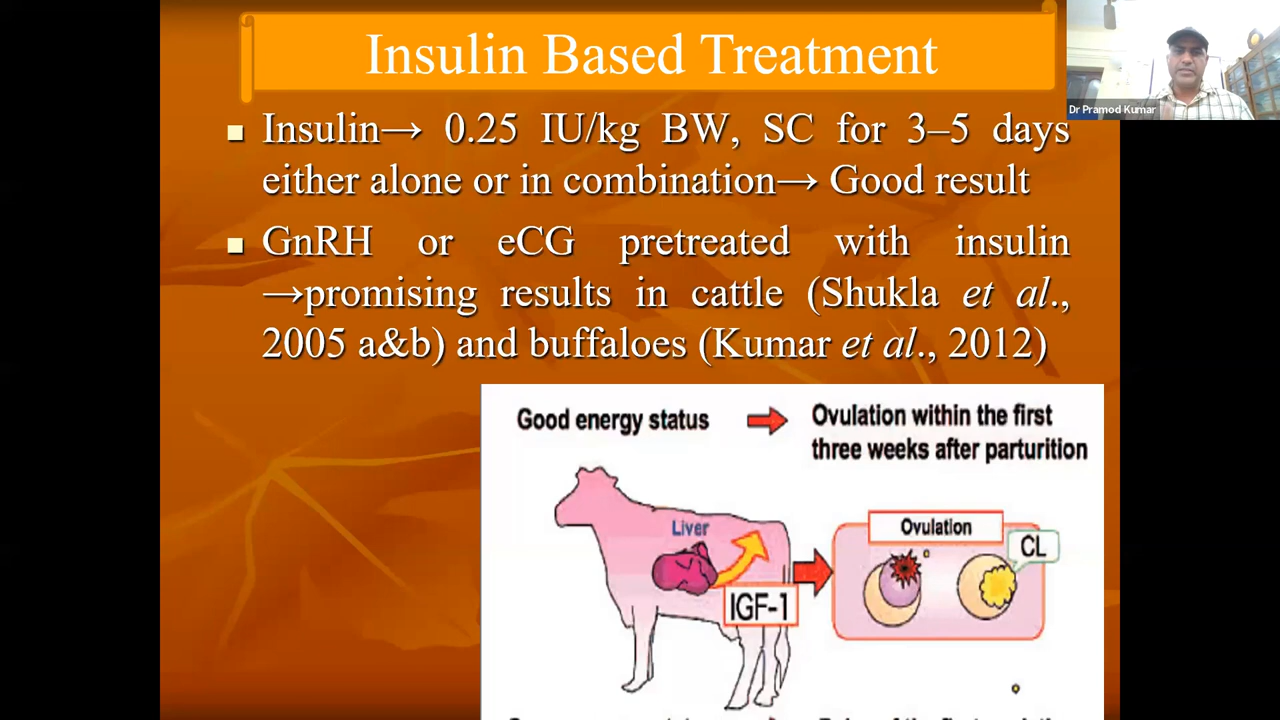 Insulin Based Treatment
Dr Pramod Kumar
Insulin→ 0.25 IU/kg BW, SC for 3–5 days
either alone or in combination→ Good result
GnRH or eCG pretreated with insulin
→promising results in cattle (Shukla et al.,
2005 a&b) and buffaloes (Kumar et al., 2012)
Good energy status
Ovulation within the first
three weeks after parturition
Liver
IGF-1
Ovulation
CL